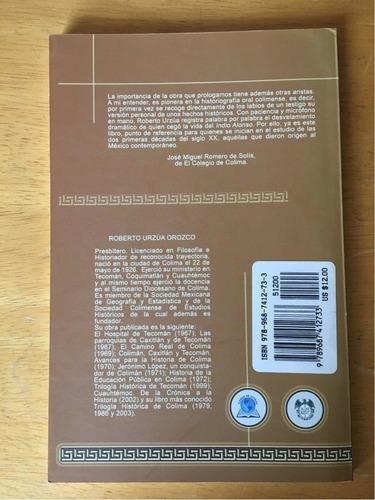 La importancia de la obra que prologamos tiene además otras aristas.
A mi entender, es pionera en la historiografía oral colimense, es decir,
por primera vez se recoge directamente de los labios de un testigo su
versión personal de unos hechos históricos. Con paciencia y micrófono
en mano, Roberto Urzúa registra palabra por palabra el desvelamiento
dramático de quien cegó la vida del Indio Alonso. Por ello, ya es este
libro, punto de referencia para quienes se inician en el estudio de las
dos primeras décadas del siglo XX, aquellas que dieron origen al
México contemporáneo.
José Miguel Romero de Solís,
de El Colegio de Colima.
ROBERTO URZÚA OROZCO
Presbítero, Licenciado en Filosofía e
Historiador de reconocida trayectoria,
nació en la ciudad de Colima el 22 de
mayo de 1926. Ejerció su ministerio en
Tecomán, Coquimatlán y Cuauhtémoc
y al mismo tiempo ejerció la docencia
en el Seminario Diocesano de Colima.
Es miembro de la Sociedad Mexicana
de Geografía y Estadística y de la
Sociedad Colimense de Estudios
Históricos de la cual además es
fundador.
Su obra publicada es la siguiente:
El Hospital de Tecomán (1967); Las
parroquias de Caxitlán y de Tecomán
(1967); El Camino Real de Colima
(1969); Colimán, Caxitlán y Tecomán.
Avances para la Historia de Colima
(1970); Jerónimo López, un conquista-
dor de Colimán (1971); Historia de la
Educación Pública en Colima (1972);
Trilogía Histórica de Tecomán (1999);
Cuauhtémoc. De la Crónica a la
Historia (2002) y su libro más conocido
Trilogía Histórica de Colima (1979,
1986 y 2003).
ISBN 978-968-7412-73-3
51200
US $12.00
9 789687 412733